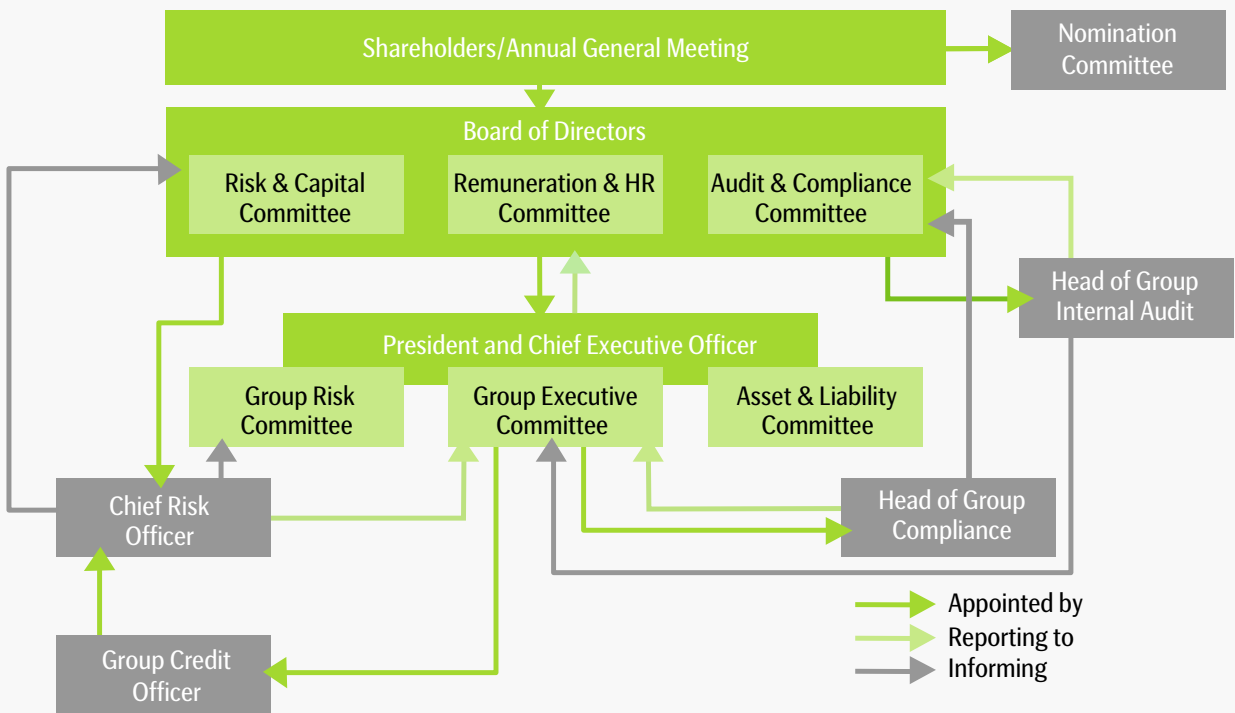 Shareholders/Annual General Meeting
Nomination
Committee
Board of Directors
Risk & Capital
Committee
Remuneration & HR
Committee
Audit & Compliance
Committee
Head of Group
Internal Audit
President and Chief Executive Officer
Group Risk
Committee
Group Executive
Committee
Asset & Liability
Committee
Chief Risk
Officer
Head of Group
Compliance
Group Credit
Officer
Appointed by
Reporting to
Informing